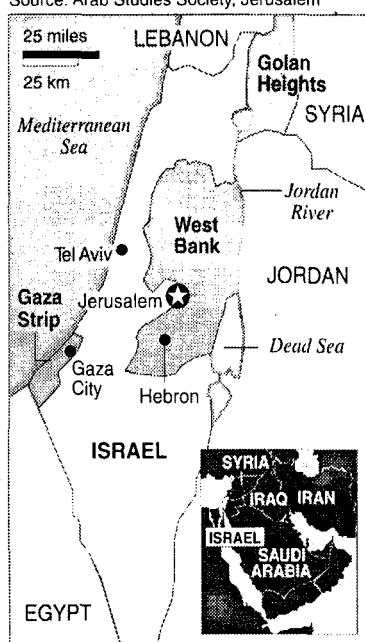 Source: Arab Studies Society, Jerusalem
25 miles
25 km
LEBANON
Golan
Heights
SYRIA
Mediterranean
Sea
Jordan
River
West
Bank
Tel Aviv
JORDAN
Gaza
Strip
Jerusalem
Dead Sea
Gaza
City
Hebron
ISRAEL
SYRIA
IRAQ
IRAN
ISRAEL
SAUDI
ARABIA
EGYPT